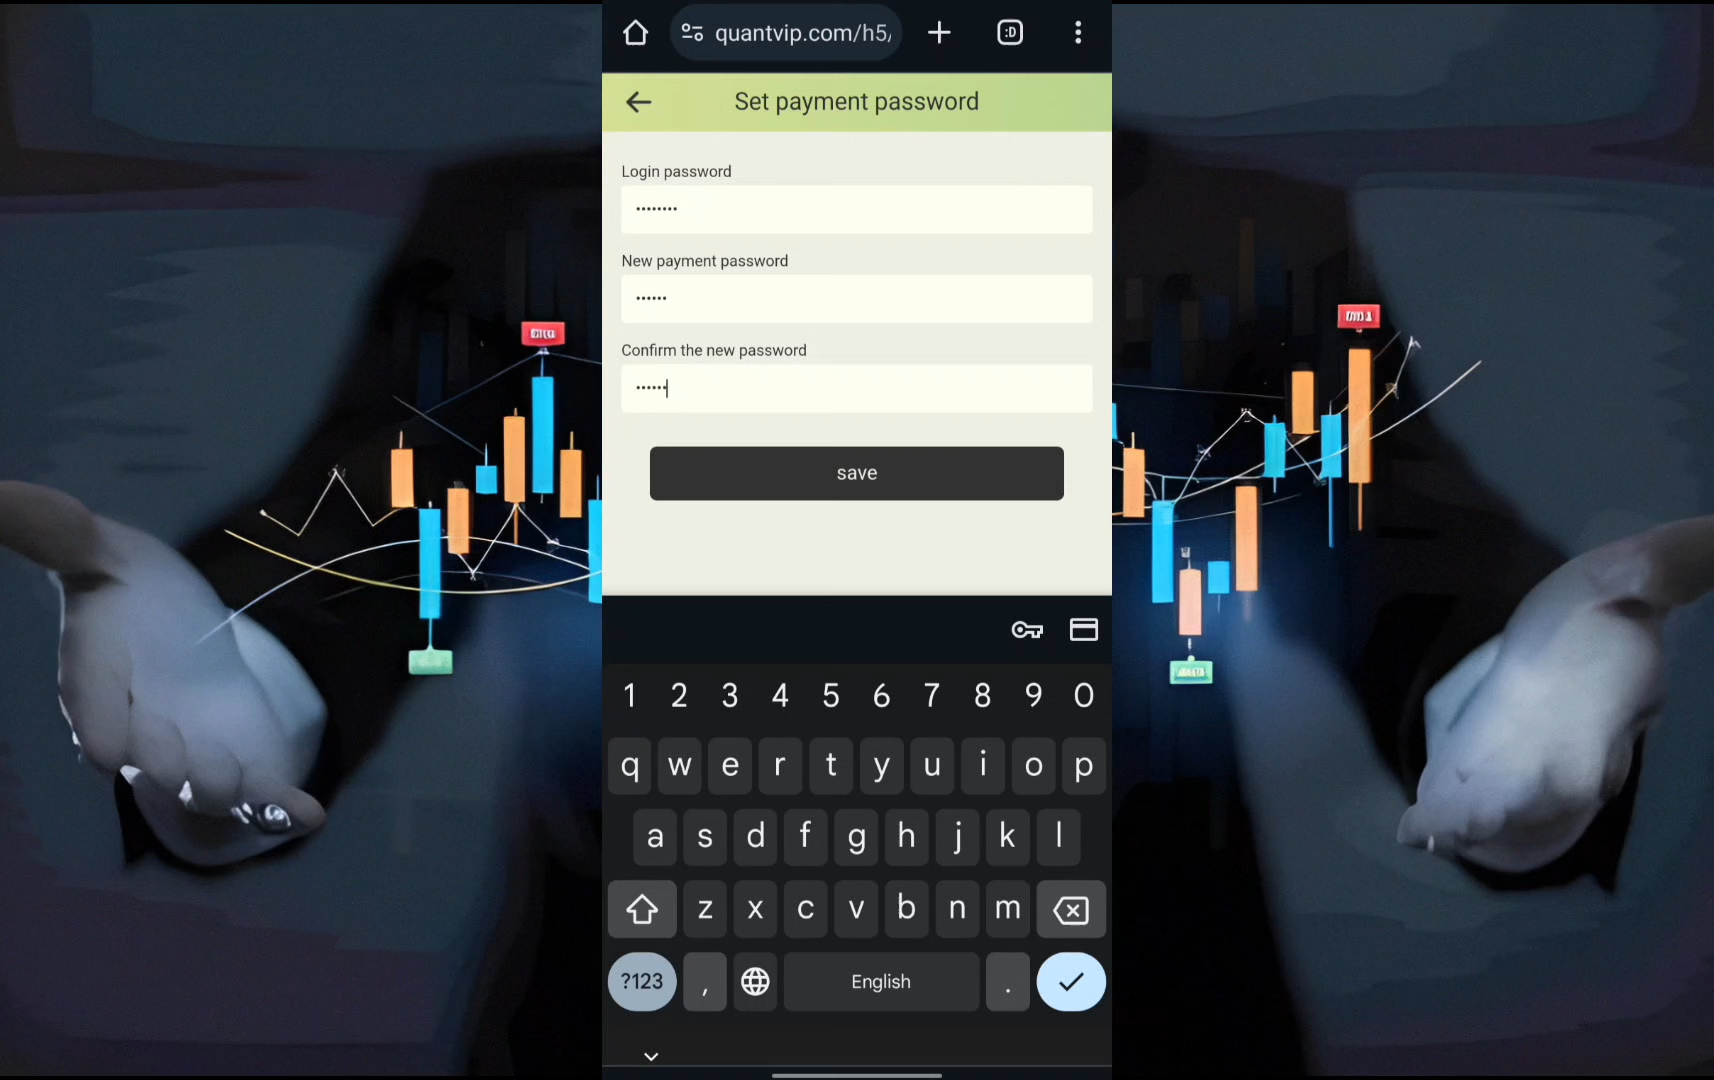 quantvip.com/h5/
:D
Set payment password
Login password
••••••••
New payment password
••••••
Confirm the new password
••••••
save
1 2 3 4 5 6 7 8 9 0
q w e r t y u i o p
a s d f g h j k l
z x c v b n m
?123 , English .